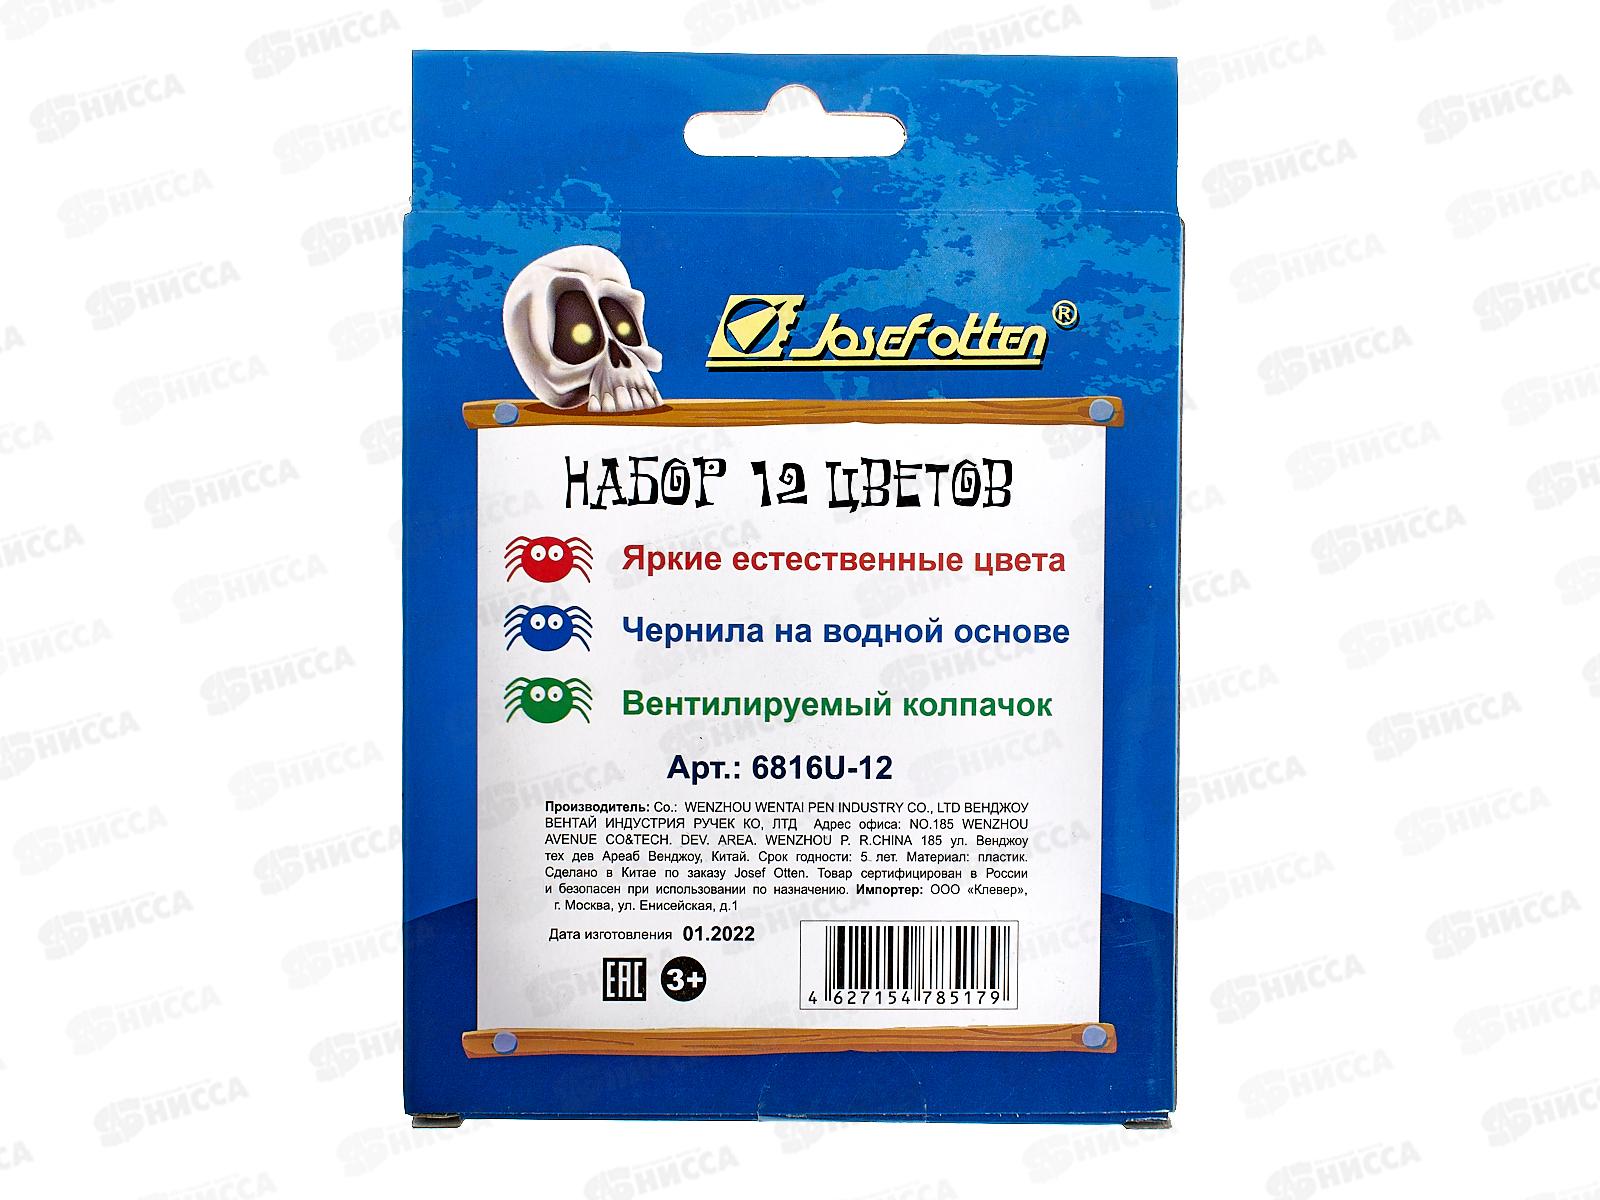 Josef Otten ®
НАБОР 12 ЦВЕТОВ
Яркие естественные цвета
Чернила на водной основе
Вентилируемый колпачок
Арт.: 6816U-12
Производитель: Co.: WENZHOU WENTAI PEN INDUSTRY CO., LTD ВЕНДЖОУ
ВЕНТАЙ ИНДУСТРИЯ РУЧЕК КО, ЛТД Адрес офиса: NO.185 WENZHOU
AVENUE CO&TECH. DEV. AREA. WENZHOU P. R.CHINA 185 ул. Венджоу
тех дев Ареаб Венджоу, Китай. Срок годности: 5 лет. Материал: пластик.
Сделано в Китае по заказу Josef Otten. Товар сертифицирован в России
и безопасен при использовании по назначению. Импортер: ООО «Клевер»,
г. Москва, ул. Енисейская, д.1
Дата изготовления 01.2022
EAC 3+
4 627154 785179
НИССА